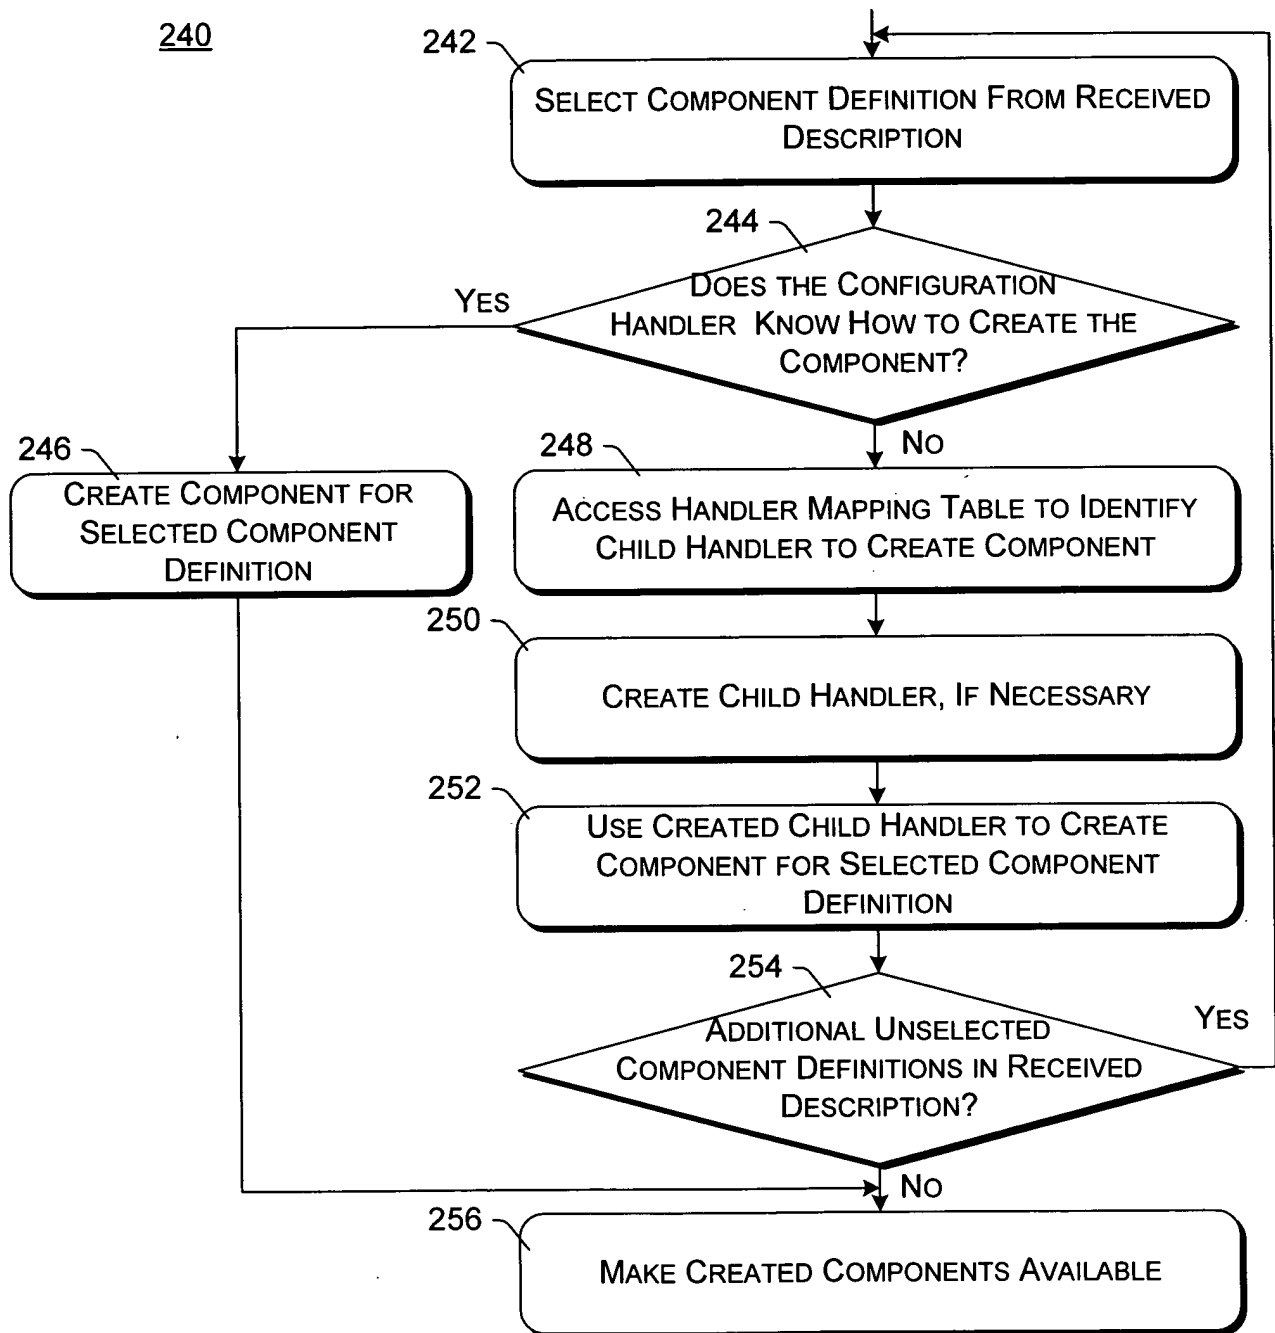 240
242
SELECT COMPONENT DEFINITION FROM RECEIVED
DESCRIPTION
244
DOES THE CONFIGURATION
HANDLER KNOW HOW TO CREATE THE
COMPONENT?
YES
NO
246
CREATE COMPONENT FOR
SELECTED COMPONENT
DEFINITION
248
ACCESS HANDLER MAPPING TABLE TO IDENTIFY
CHILD HANDLER TO CREATE COMPONENT
250
CREATE CHILD HANDLER, IF NECESSARY
252
USE CREATED CHILD HANDLER TO CREATE
COMPONENT FOR SELECTED COMPONENT
DEFINITION
254
ADDITIONAL UNSELECTED
COMPONENT DEFINITIONS IN RECEIVED
DESCRIPTION?
YES
NO
256
MAKE CREATED COMPONENTS AVAILABLE